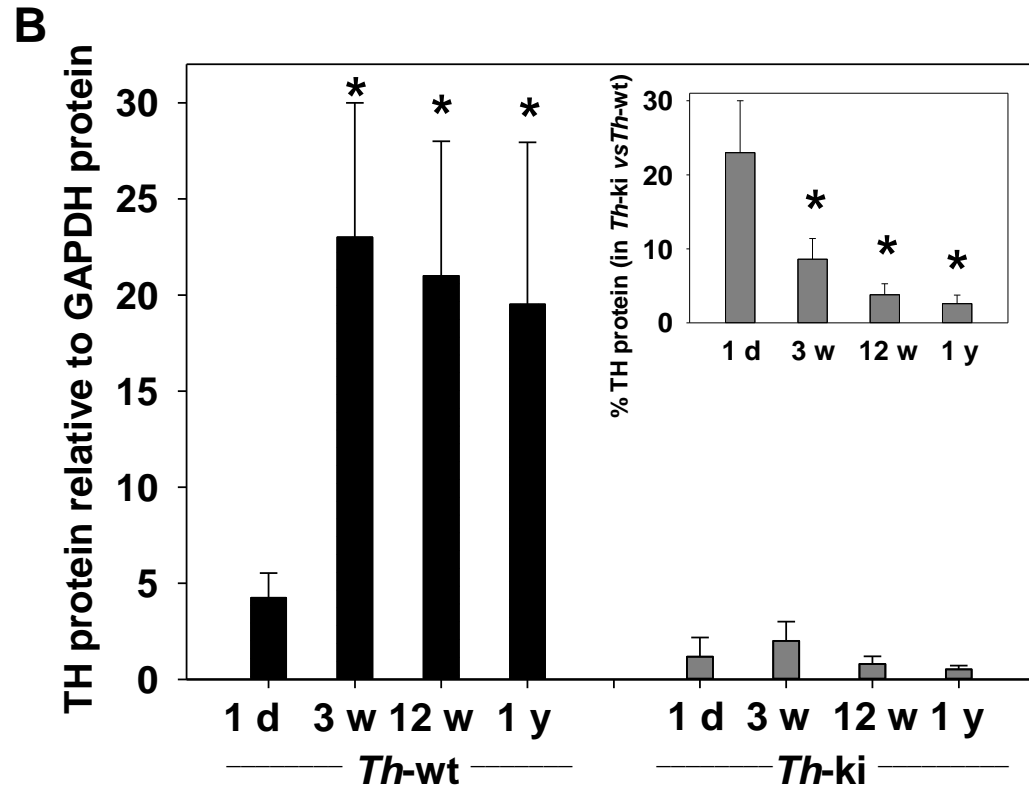 B
TH protein relative to GAPDH protein
30
25
20
15
10
5
0
* * *
1 d 3 w 12 w 1 y
Th-wt
1 d 3 w 12 w 1 y
Th-ki
% TH protein (in Th-ki vsTh-wt)
30
20
10
0
* * *
1 d 3 w 12 w 1 y